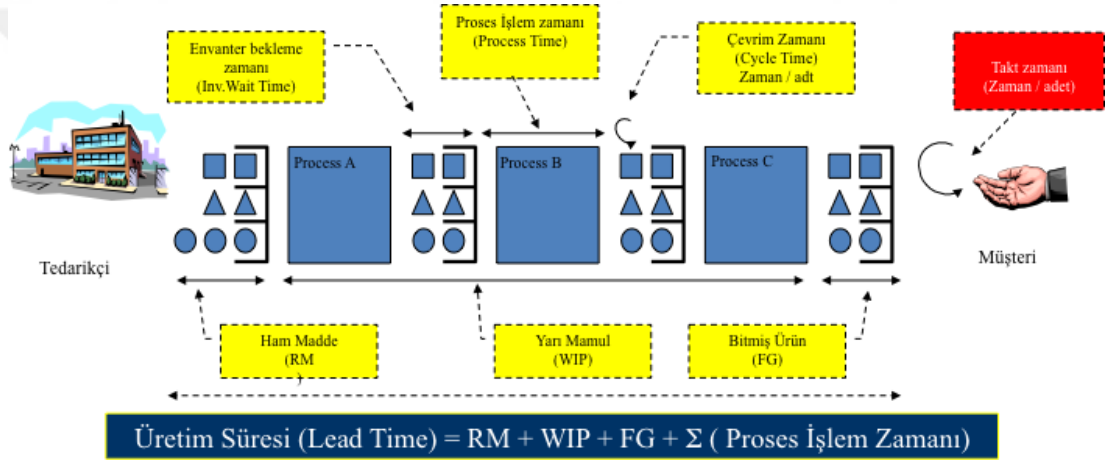 Envanter bekleme
zamanı
(Inv.Wait Time)
Proses İşlem zamanı
(Process Time)
Çevrim Zamanı
(Cycle Time)
Zaman / adt
Takt zamanı
(Zaman / adet)
Process A
Process B
Process C
Tedarikçi
Müşteri
Ham Madde
(RM
)
Yarı Mamul
(WIP)
Bitmiş Ürün
(FG)
Üretim Süresi (Lead Time) = RM + WIP + FG + Σ ( Proses İşlem Zamanı)